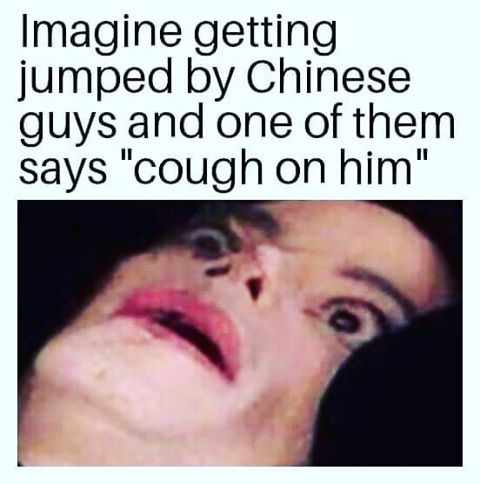 Imagine getting
jumped by Chinese
guys and one of them
says "cough on him"